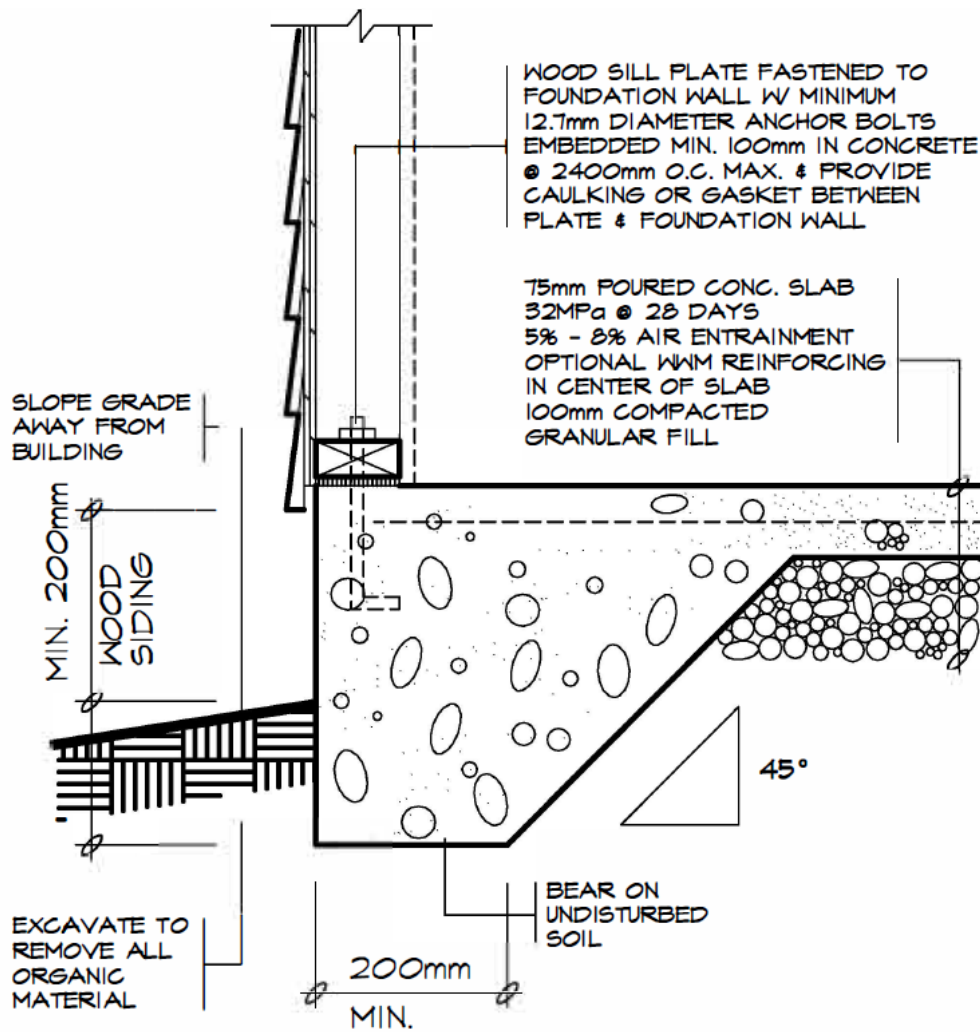 WOOD SILL PLATE FASTENED TO
FOUNDATION WALL W/ MINIMUM
12.7mm DIAMETER ANCHOR BOLTS
EMBEDDED MIN. 100mm IN CONCRETE
@ 2400mm O.C. MAX. & PROVIDE
CAULKING OR GASKET BETWEEN
PLATE & FOUNDATION WALL
75mm POURED CONC. SLAB
32MPa @ 28 DAYS
5% - 8% AIR ENTRAINMENT
OPTIONAL WWM REINFORCING
IN CENTER OF SLAB
100mm COMPACTED
GRANULAR FILL
SLOPE GRADE
AWAY FROM
BUILDING
MIN. 200mm
WOOD
SIDING
45°
BEAR ON
UNDISTURBED
SOIL
EXCAVATE TO
REMOVE ALL
ORGANIC
MATERIAL
200mm
MIN.